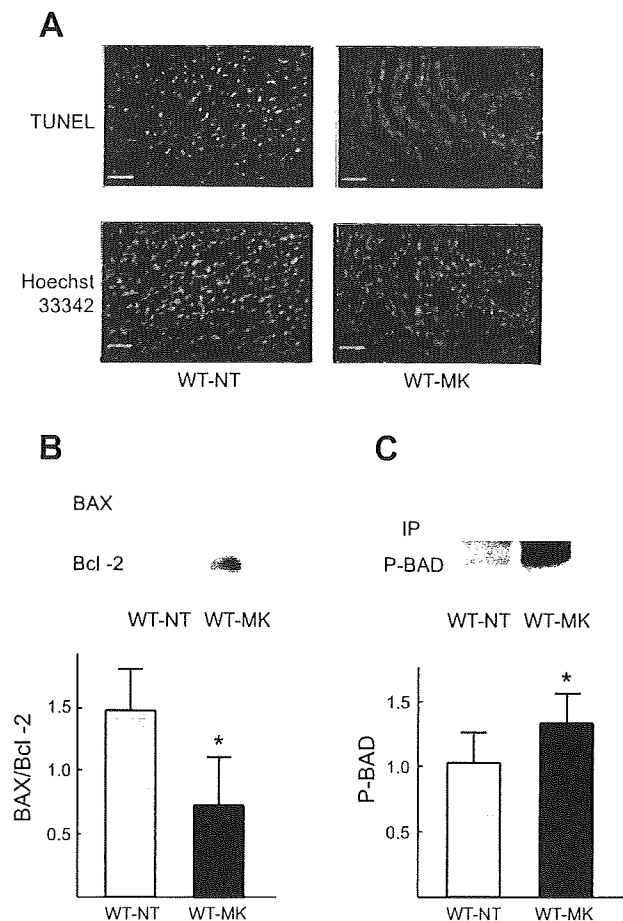 A
TUNEL
Hoechst
33342
WT-NT WT-MK
B
BAX
Bcl -2
WT-NT WT-MK
BAX/Bcl -2
1.5
1.0
0.5
*
WT-NT WT-MK
C
IP
P-BAD
WT-NT WT-MK
P-BAD
1.5
1.0
0.5
*
WT-NT WT-MK